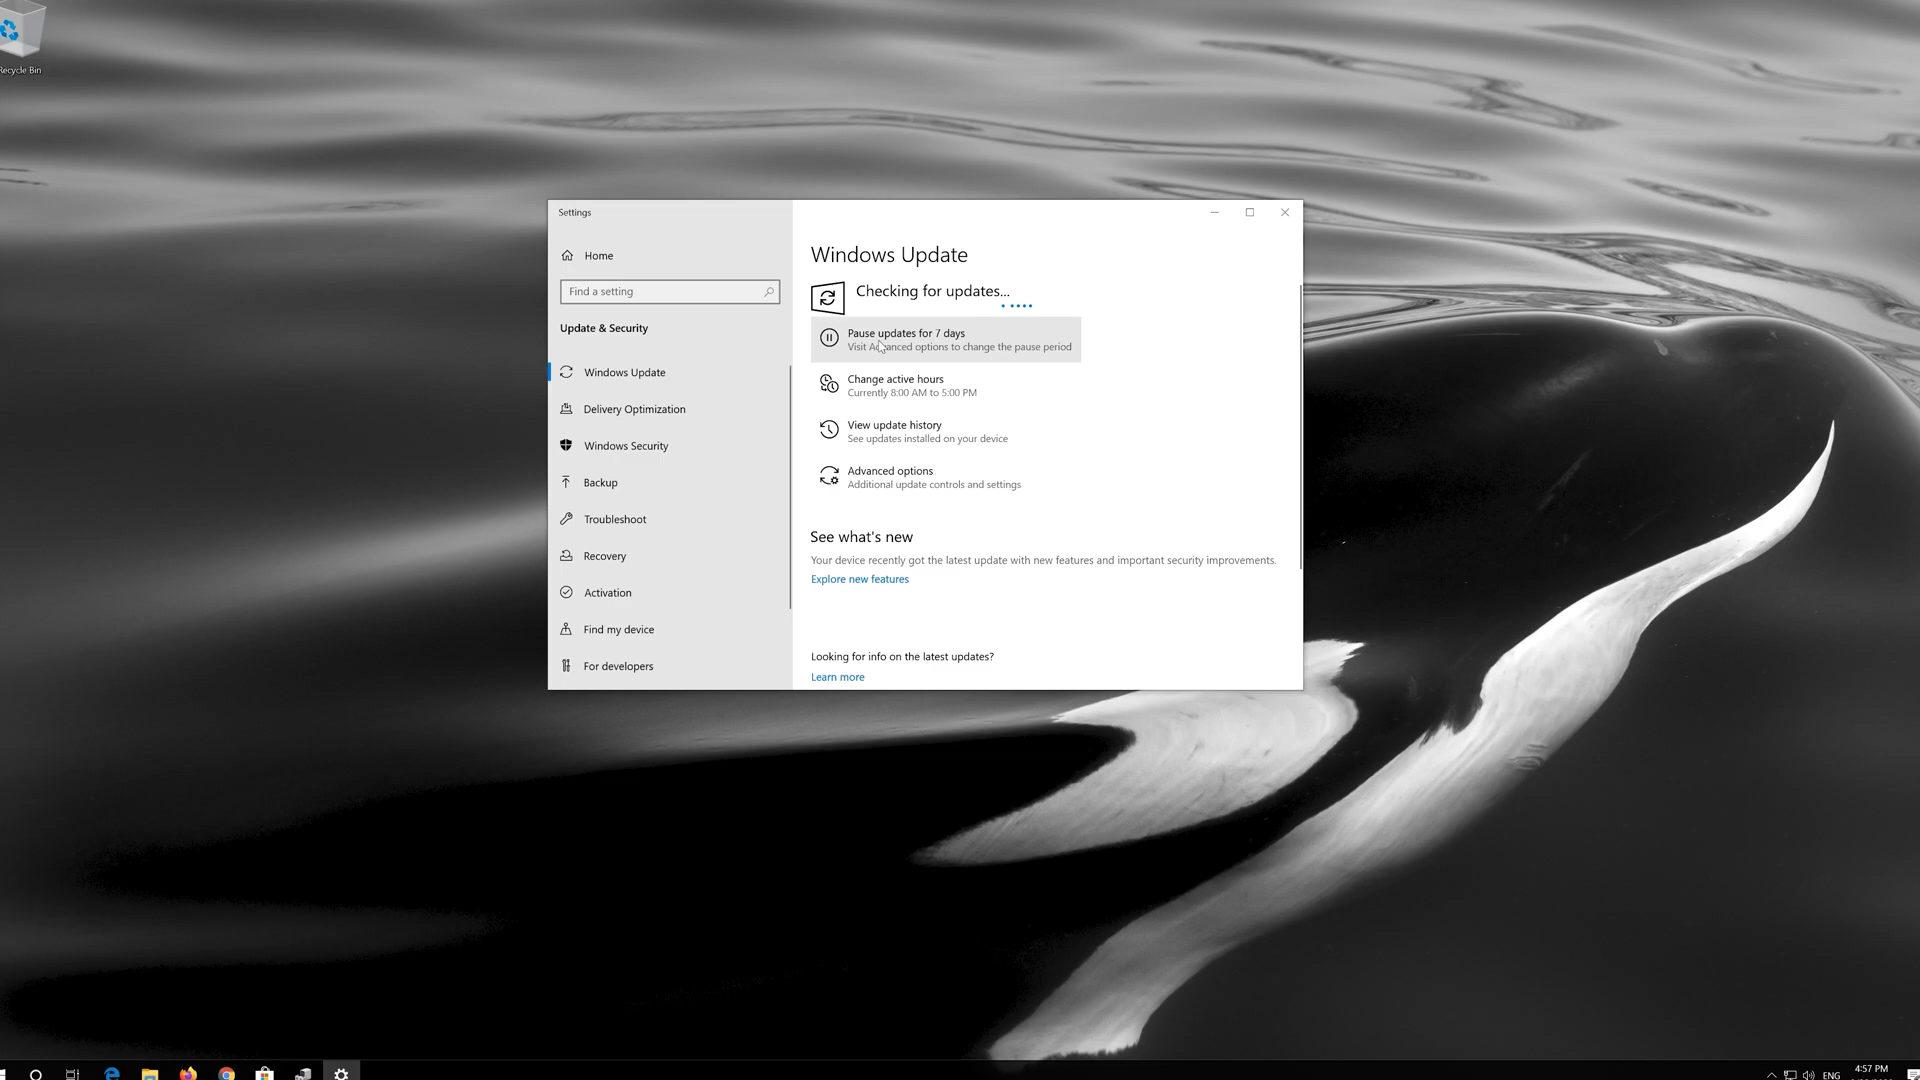 Recycle Bin
Settings
Home
Find a setting
Update & Security
Windows Update
Delivery Optimization
Windows Security
Backup
Troubleshoot
Recovery
Activation
Find my device
For developers
Windows Update
Checking for updates...
Pause updates for 7 days
Visit Advanced options to change the pause period
Change active hours
Currently 8:00 AM to 5:00 PM
View update history
See updates installed on your device
Advanced options
Additional update controls and settings
See what's new
Your device recently got the latest update with new features and important security improvements.
Explore new features
Looking for info on the latest updates?
Learn more
ENG
4:57 PM